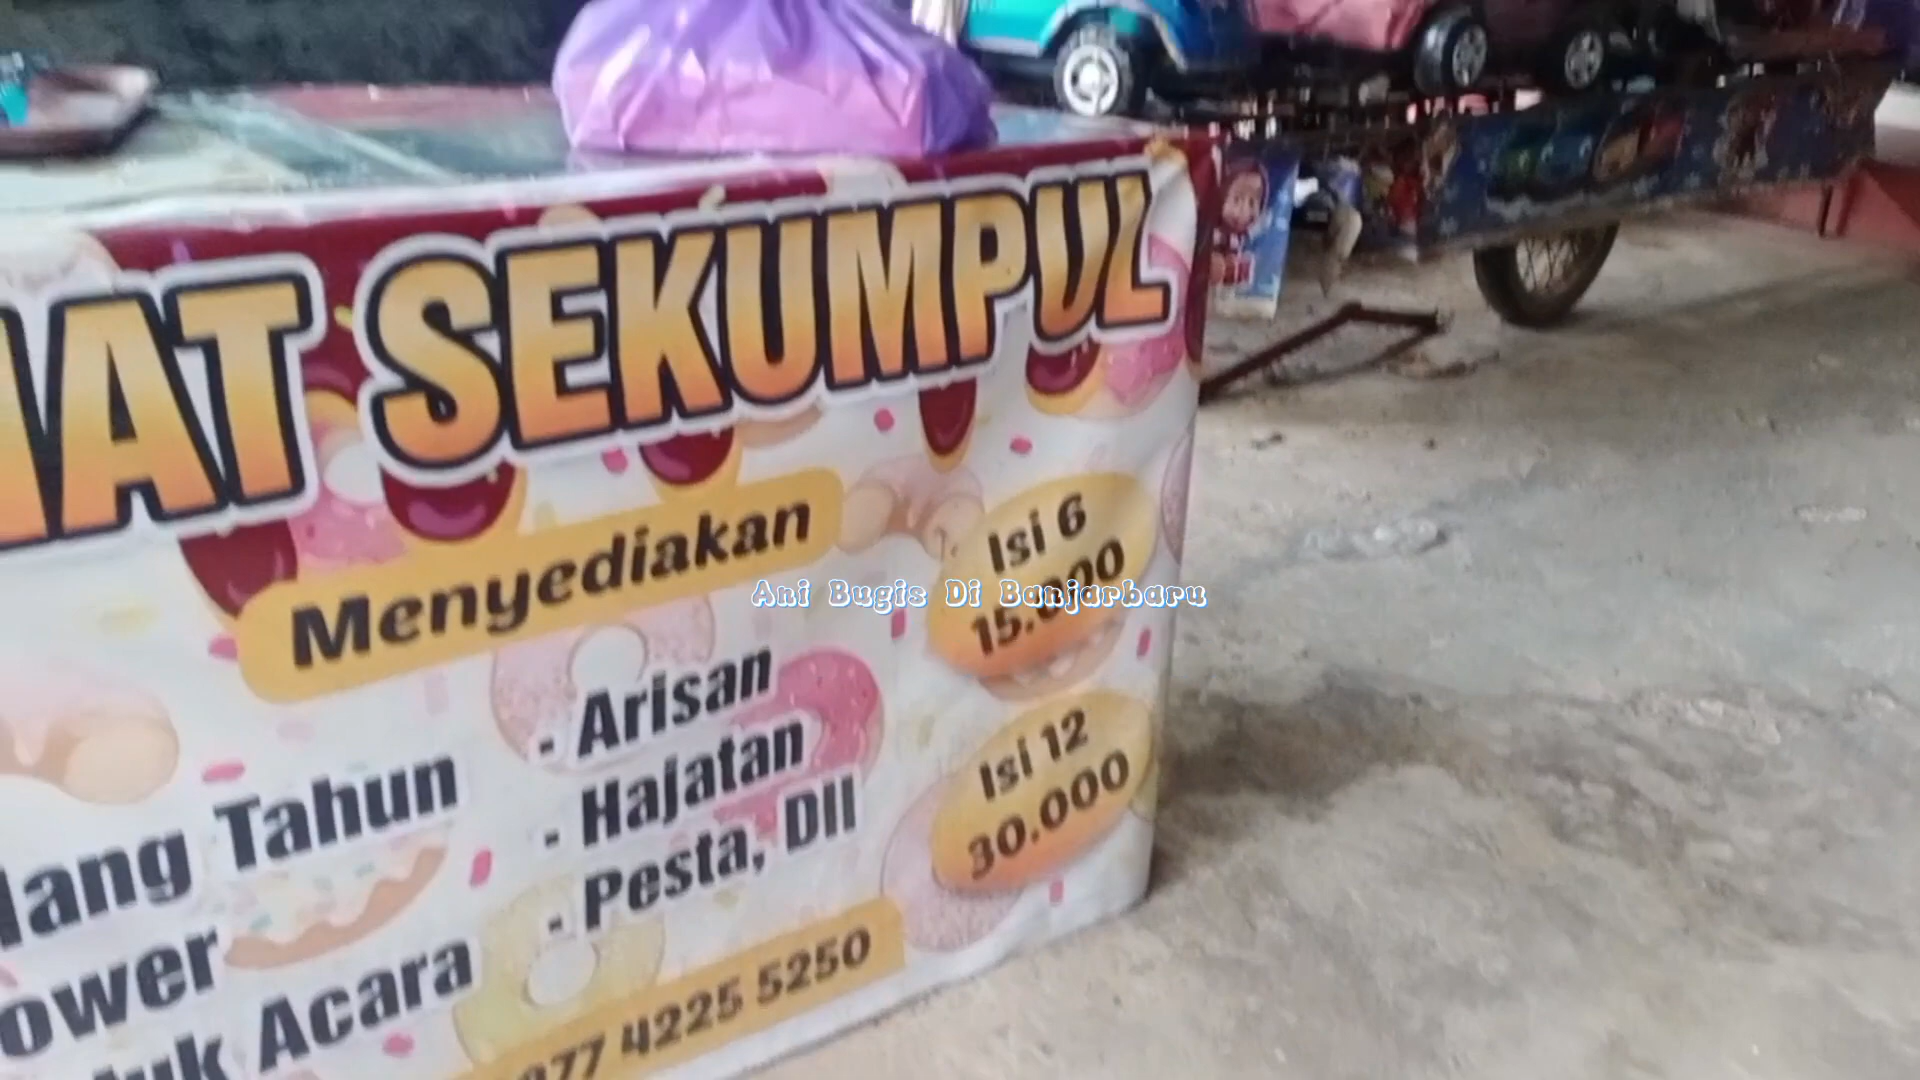 SEKUMPUL
Menyediakan
Tahun
Acara
- Arisan
- Hajatan
- Pesta, Dll
Isi 6
15.000
Isi 12
30.000
4225 5250
Ani Bugis Di Banjarbaru